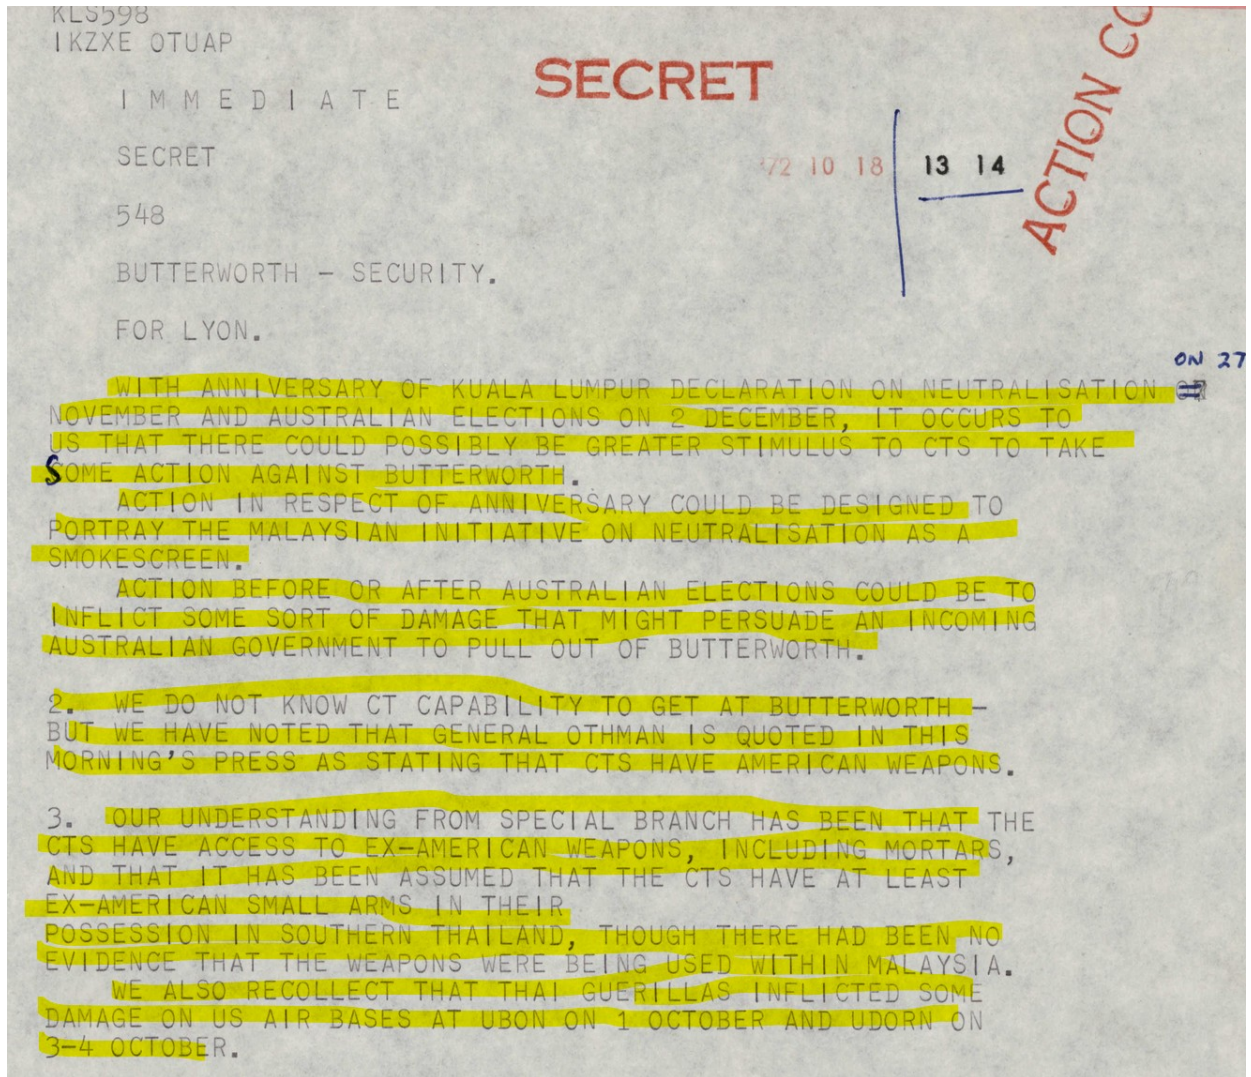 KLS598
IKZXE OTUAP
SECRET
ACTION CO
I M M E D I A T E
SECRET
72 10 18 13 14
548
BUTTERWORTH - SECURITY.
FOR LYON.
ON 27
WITH ANNIVERSARY OF KUALA LUMPUR DECLARATION ON NEUTRALISATION
NOVEMBER AND AUSTRALIAN ELECTIONS ON 2 DECEMBER, IT OCCURS TO
US THAT THERE COULD POSSIBLY BE GREATER STIMULUS TO CTS TO TAKE
SOME ACTION AGAINST BUTTERWORTH.
ACTION IN RESPECT OF ANNIVERSARY COULD BE DESIGNED TO
PORTRAY THE MALAYSIAN INITIATIVE ON NEUTRALISATION AS A
SMOKESCREEN.
ACTION BEFORE OR AFTER AUSTRALIAN ELECTIONS COULD BE TO
INFLICT SOME SORT OF DAMAGE THAT MIGHT PERSUADE AN INCOMING
AUSTRALIAN GOVERNMENT TO PULL OUT OF BUTTERWORTH.
2. WE DO NOT KNOW CT CAPABILITY TO GET AT BUTTERWORTH -
BUT WE HAVE NOTED THAT GENERAL OTHMAN IS QUOTED IN THIS
MORNING'S PRESS AS STATING THAT CTS HAVE AMERICAN WEAPONS.
3. OUR UNDERSTANDING FROM SPECIAL BRANCH HAS BEEN THAT THE
CTS HAVE ACCESS TO EX-AMERICAN WEAPONS, INCLUDING MORTARS,
AND THAT IT HAS BEEN ASSUMED THAT THE CTS HAVE AT LEAST
EX-AMERICAN SMALL ARMS IN THEIR
POSSESSION IN SOUTHERN THAILAND, THOUGH THERE HAD BEEN NO
EVIDENCE THAT THE WEAPONS WERE BEING USED WITHIN MALAYSIA.
WE ALSO RECOLLECT THAT THAI GUERILLAS INFLICTED SOME
DAMAGE ON US AIR BASES AT UBON ON 1 OCTOBER AND UDORN ON
3-4 OCTOBER.